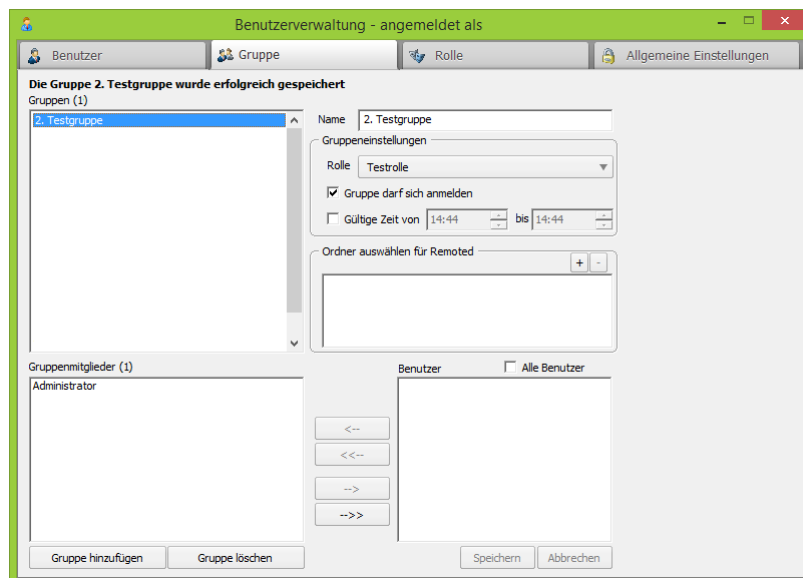 Benutzerverwaltung - angemeldet als
Benutzer
Gruppe
Rolle
Allgemeine Einstellungen
Die Gruppe 2. Testgruppe wurde erfolgreich gespeichert
Gruppen (1)
2. Testgruppe
Name 2. Testgruppe
Gruppeneinstellungen
Rolle Testrolle
Gruppe darf sich anmelden
Gültige Zeit von 14:44 bis 14:44
Ordner auswählen für Remoted
+ -
Gruppenmitglieder (1)
Administrator
Benutzer Alle Benutzer
<--
<<--
-->
-->>
Gruppe hinzufügen Gruppe löschen Speichern Abbrechen